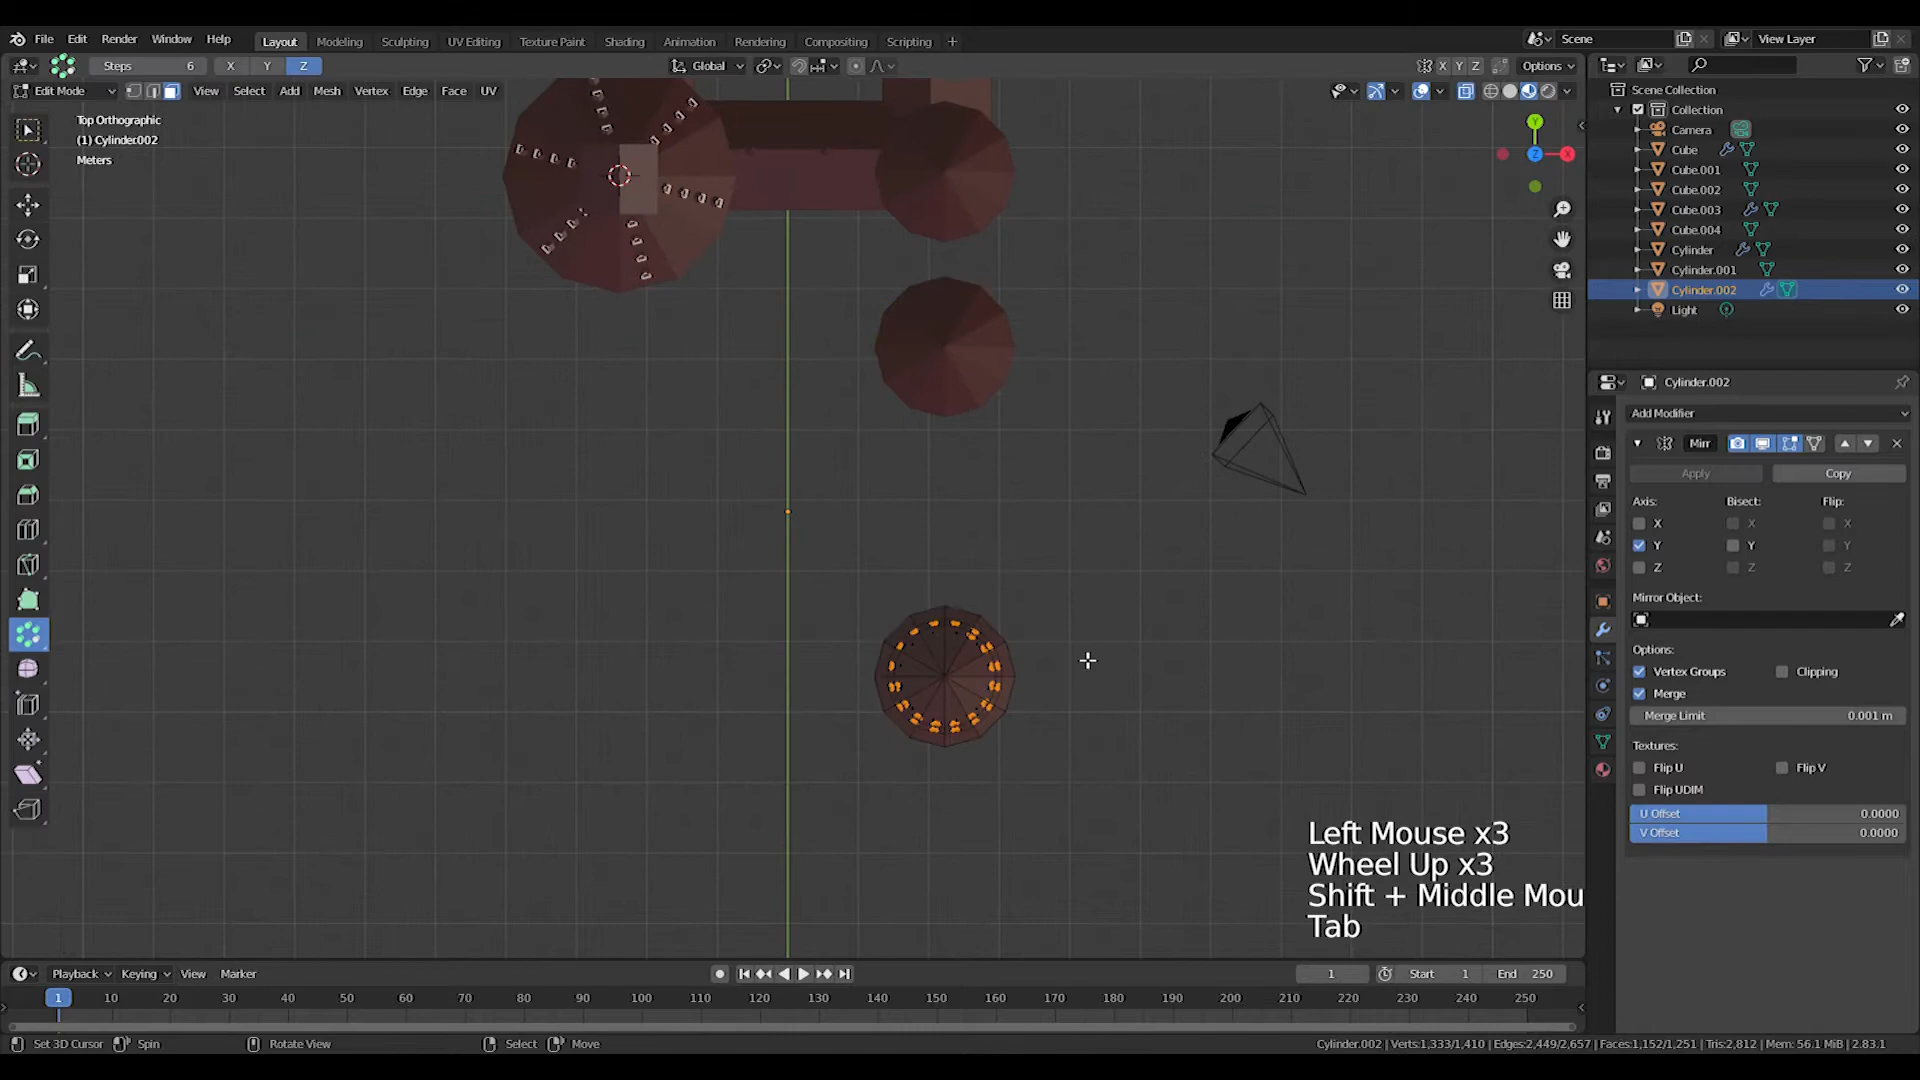 File Edit Render Window Help Layout Modeling Sculpting UV Editing Texture Paint Shading Animation Rendering Compositing Scripting + Scene View Layer
Steps 6 X Y Z Global X Y Z Options
Edit Mode View Select Add Mesh Vertex Edge Face UV
Top Orthographic
(1) Cylinder.002
Meters
Y
Z X
Scene Collection
Collection
Camera
Cube
Cube.001
Cube.002
Cube.003
Cube.004
Cylinder
Cylinder.001
Cylinder.002
Light
Cylinder.002
Add Modifier
Mirr
Apply Copy
Axis: Bisect: Flip:
X X X
Y Y Y
Z Z Z
Mirror Object:
Options:
Vertex Groups Clipping
Merge
Merge Limit 0.001 m
Textures:
Flip U Flip V
Flip UDIM
U Offset 0.0000
V Offset 0.0000
Left Mouse x3
Wheel Up x3
Shift + Middle Mou
Tab
Playback Keying View Marker 1 Start 1 End 250
1 10 20 30 40 50 60 70 80 90 100 110 120 130 140 150 160 170 180 190 200 210 220 230 240 250
Set 3D Cursor Spin Rotate View Select Move Cylinder.002 | Verts:1,333/1,410 | Edges:2,449/2,657 | Faces:1,152/1,251 | Tris:2,812 | Mem: 56.1 MiB | 2.83.1